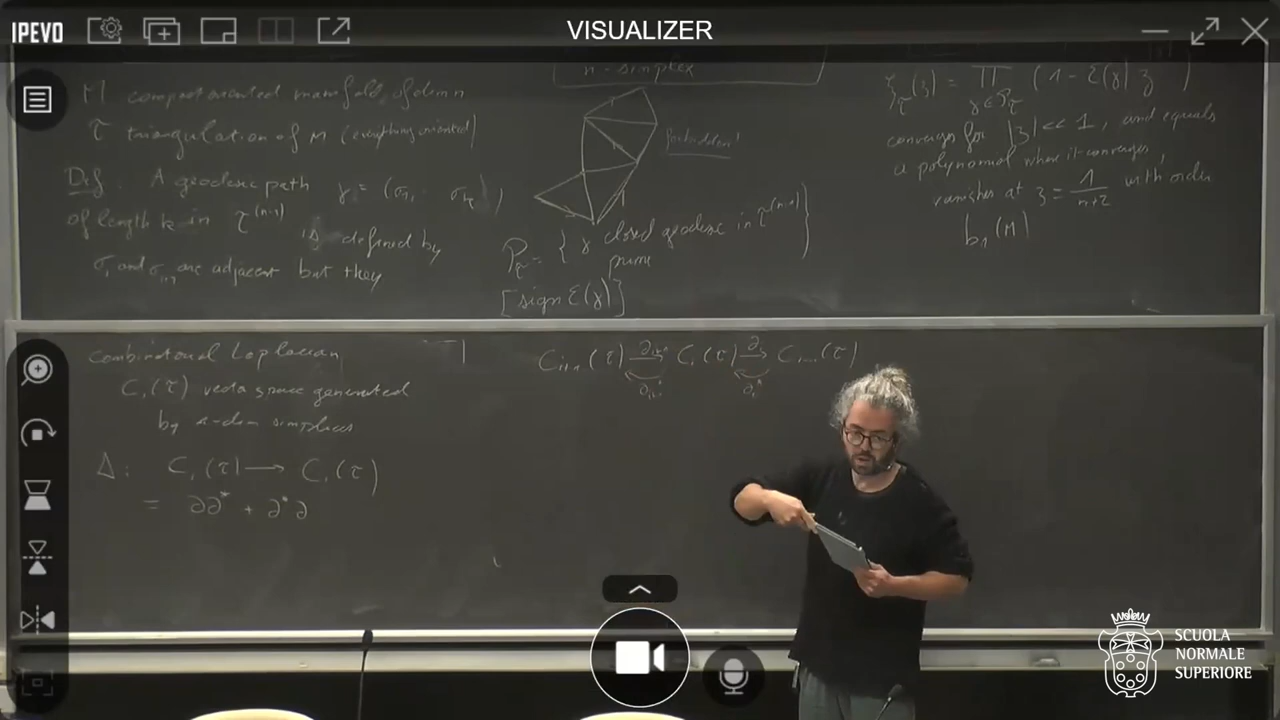 IPEVO
VISUALIZER
M compact oriented manifold of dim n
τ triangulation of M (everything oriented)
Def. A geodesic path γ = (σ₁, σₖ),
of length k in τ⁽ⁿ⁻¹⁾ is defined by
σᵢ and σᵢ₊₁ are adjacent but they
n-simplex
forbidden!
P_τ = { γ closed geodesic in τ⁽ⁿ⁻¹⁾ }
prime
[sign ε(γ)]
ζ_τ(z) = ∏ (1 - ε(γ) z )
γ∈P_τ
converges for |z| << 1, and equals
a polynomial where it converges
vanishes at z = 1/(n+2) with order
b₁(M)
Combinatorial Laplacian
Cᵢ(τ) vector space generated
by i-dim simplices
Δ: Cᵢ(τ) → Cᵢ(τ)
= ∂∂* + ∂*∂
Cᵢ₊₁(τ) ∂ᵢ₊₁ Cᵢ(τ) ∂ᵢ Cᵢ₋₁(τ)
∂ᵢ₊₁* ∂ᵢ*
SCUOLA
NORMALE
SUPERIORE